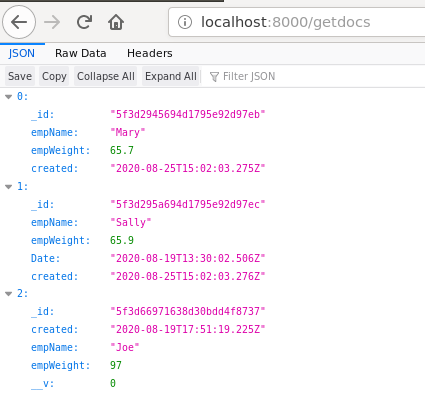 localhost:8000/getdocs
JSON Raw Data Headers
Save Copy Collapse All Expand All Filter JSON
0:
_id: "5f3d2945694d1795e92d97eb"
empName: "Mary"
empWeight: 65.7
created: "2020-08-25T15:02:03.275Z"
1:
_id: "5f3d295a694d1795e92d97ec"
empName: "Sally"
empWeight: 65.9
Date: "2020-08-19T13:30:02.506Z"
created: "2020-08-25T15:02:03.276Z"
2:
_id: "5f3d66971638d30bdd4f8737"
created: "2020-08-19T17:51:19.225Z"
empName: "Joe"
empWeight: 97
__v: 0